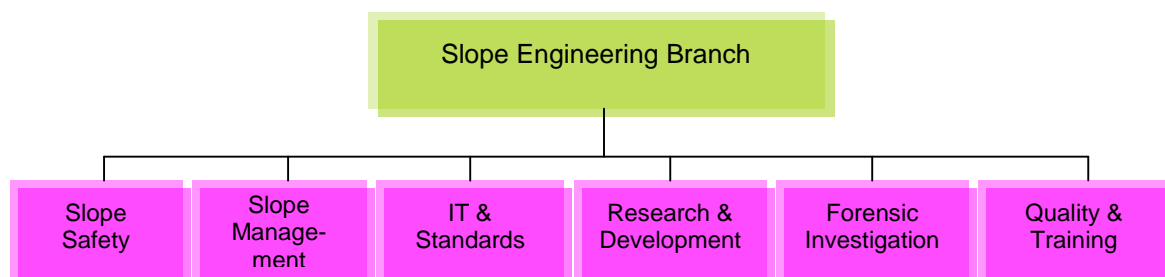 Slope Engineering Branch
Slope
Safety
Slope
Manage-
ment
IT &
Standards
Research &
Development
Forensic
Investigation
Quality &
Training